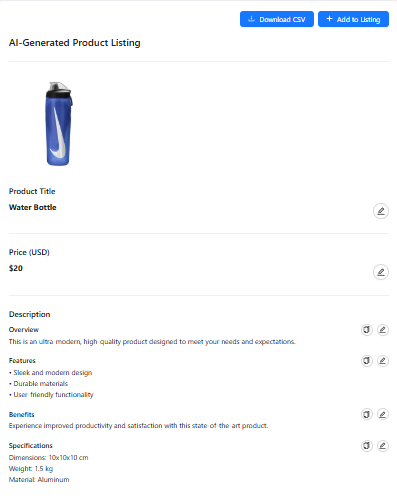 Download CSV
+ Add to Listing
AI-Generated Product Listing
Product Title
Water Bottle
Price (USD)
$20
Description
Overview
This is an ultra-modern, high-quality product designed to meet your needs and expectations.
Features
• Sleek and modern design
• Durable materials
• User-friendly functionality
Benefits
Experience improved productivity and satisfaction with this state-of-the-art product.
Specifications
Dimensions: 10x10x10 cm
Weight: 1.5 kg
Material: Aluminum